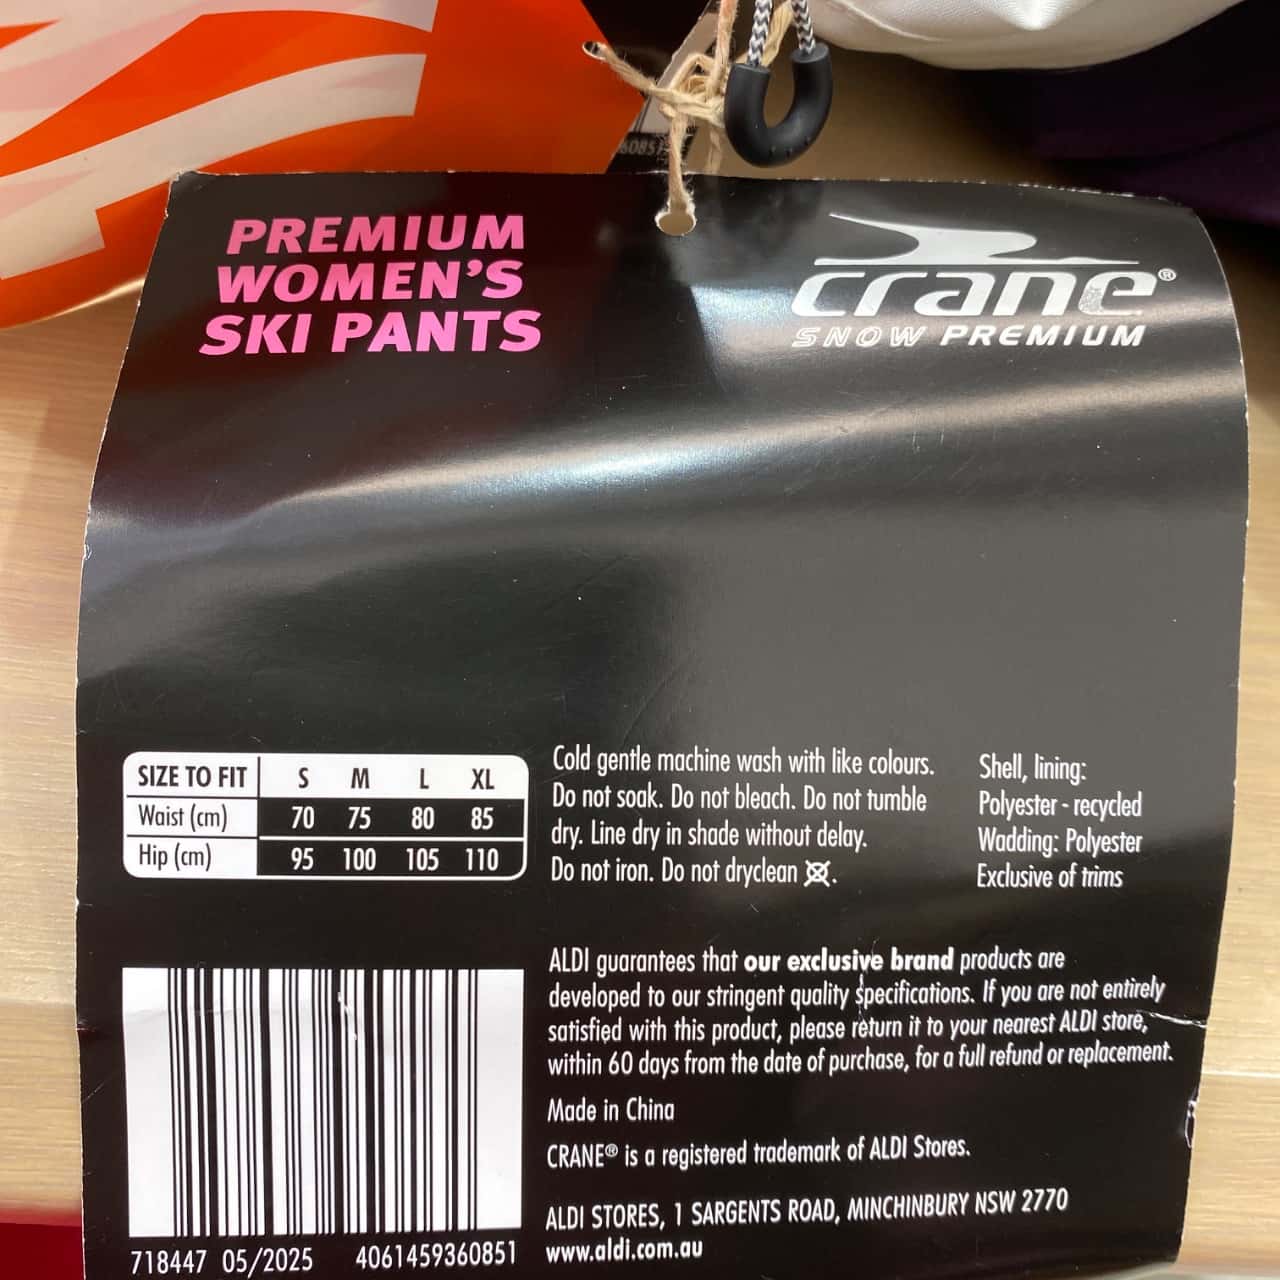 6085
PREMIUM
WOMEN'S
SKI PANTS
crane®
SNOW PREMIUM
SIZE TO FIT S M L XL
Waist (cm) 70 75 80 85
Hip (cm) 95 100 105 110
Cold gentle machine wash with like colours.
Do not soak. Do not bleach. Do not tumble
dry. Line dry in shade without delay.
Do not iron. Do not dryclean.
Shell, lining:
Polyester - recycled
Wadding: Polyester
Exclusive of trims
ALDI guarantees that our exclusive brand products are
developed to our stringent quality specifications. If you are not entirely
satisfied with this product, please return it to your nearest ALDI store,
within 60 days from the date of purchase, for a full refund or replacement.
Made in China
CRANE® is a registered trademark of ALDI Stores.
ALDI STORES, 1 SARGENTS ROAD, MINCHINBURY NSW 2770
www.aldi.com.au
718447 05/2025 4061459360851